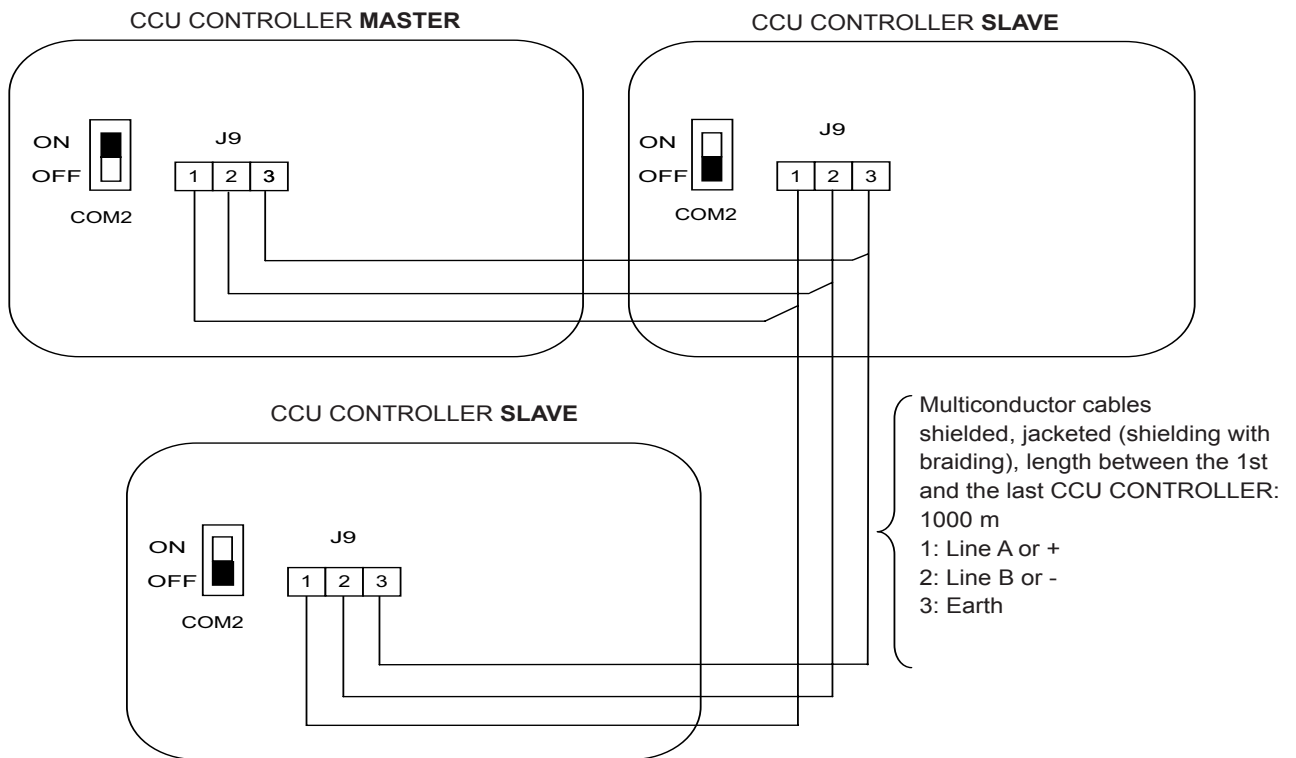 CCU CONTROLLER MASTER
ON
OFF
COM2
J9
1 2 3
CCU CONTROLLER SLAVE
ON
OFF
COM2
J9
1 2 3
CCU CONTROLLER SLAVE
ON
OFF
COM2
J9
1 2 3
Multiconductor cables
shielded, jacketed (shielding with
braiding), length between the 1st
and the last CCU CONTROLLER:
1000 m
1: Line A or +
2: Line B or -
3: Earth